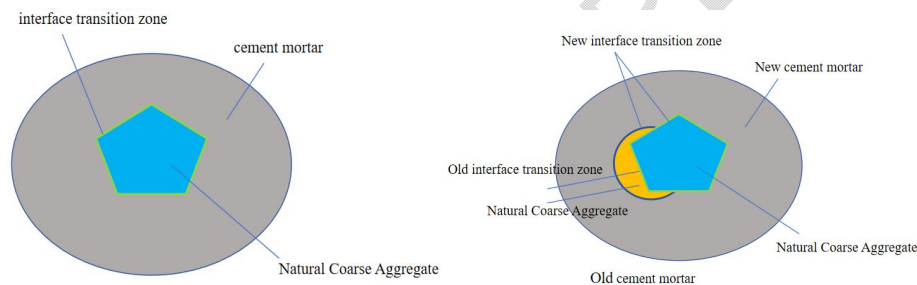 interface transition zone
cement mortar
Natural Coarse Aggregate
New interface transition zone
New cement mortar
Old interface transition zone
Natural Coarse Aggregate
Natural Coarse Aggregate
Old cement mortar